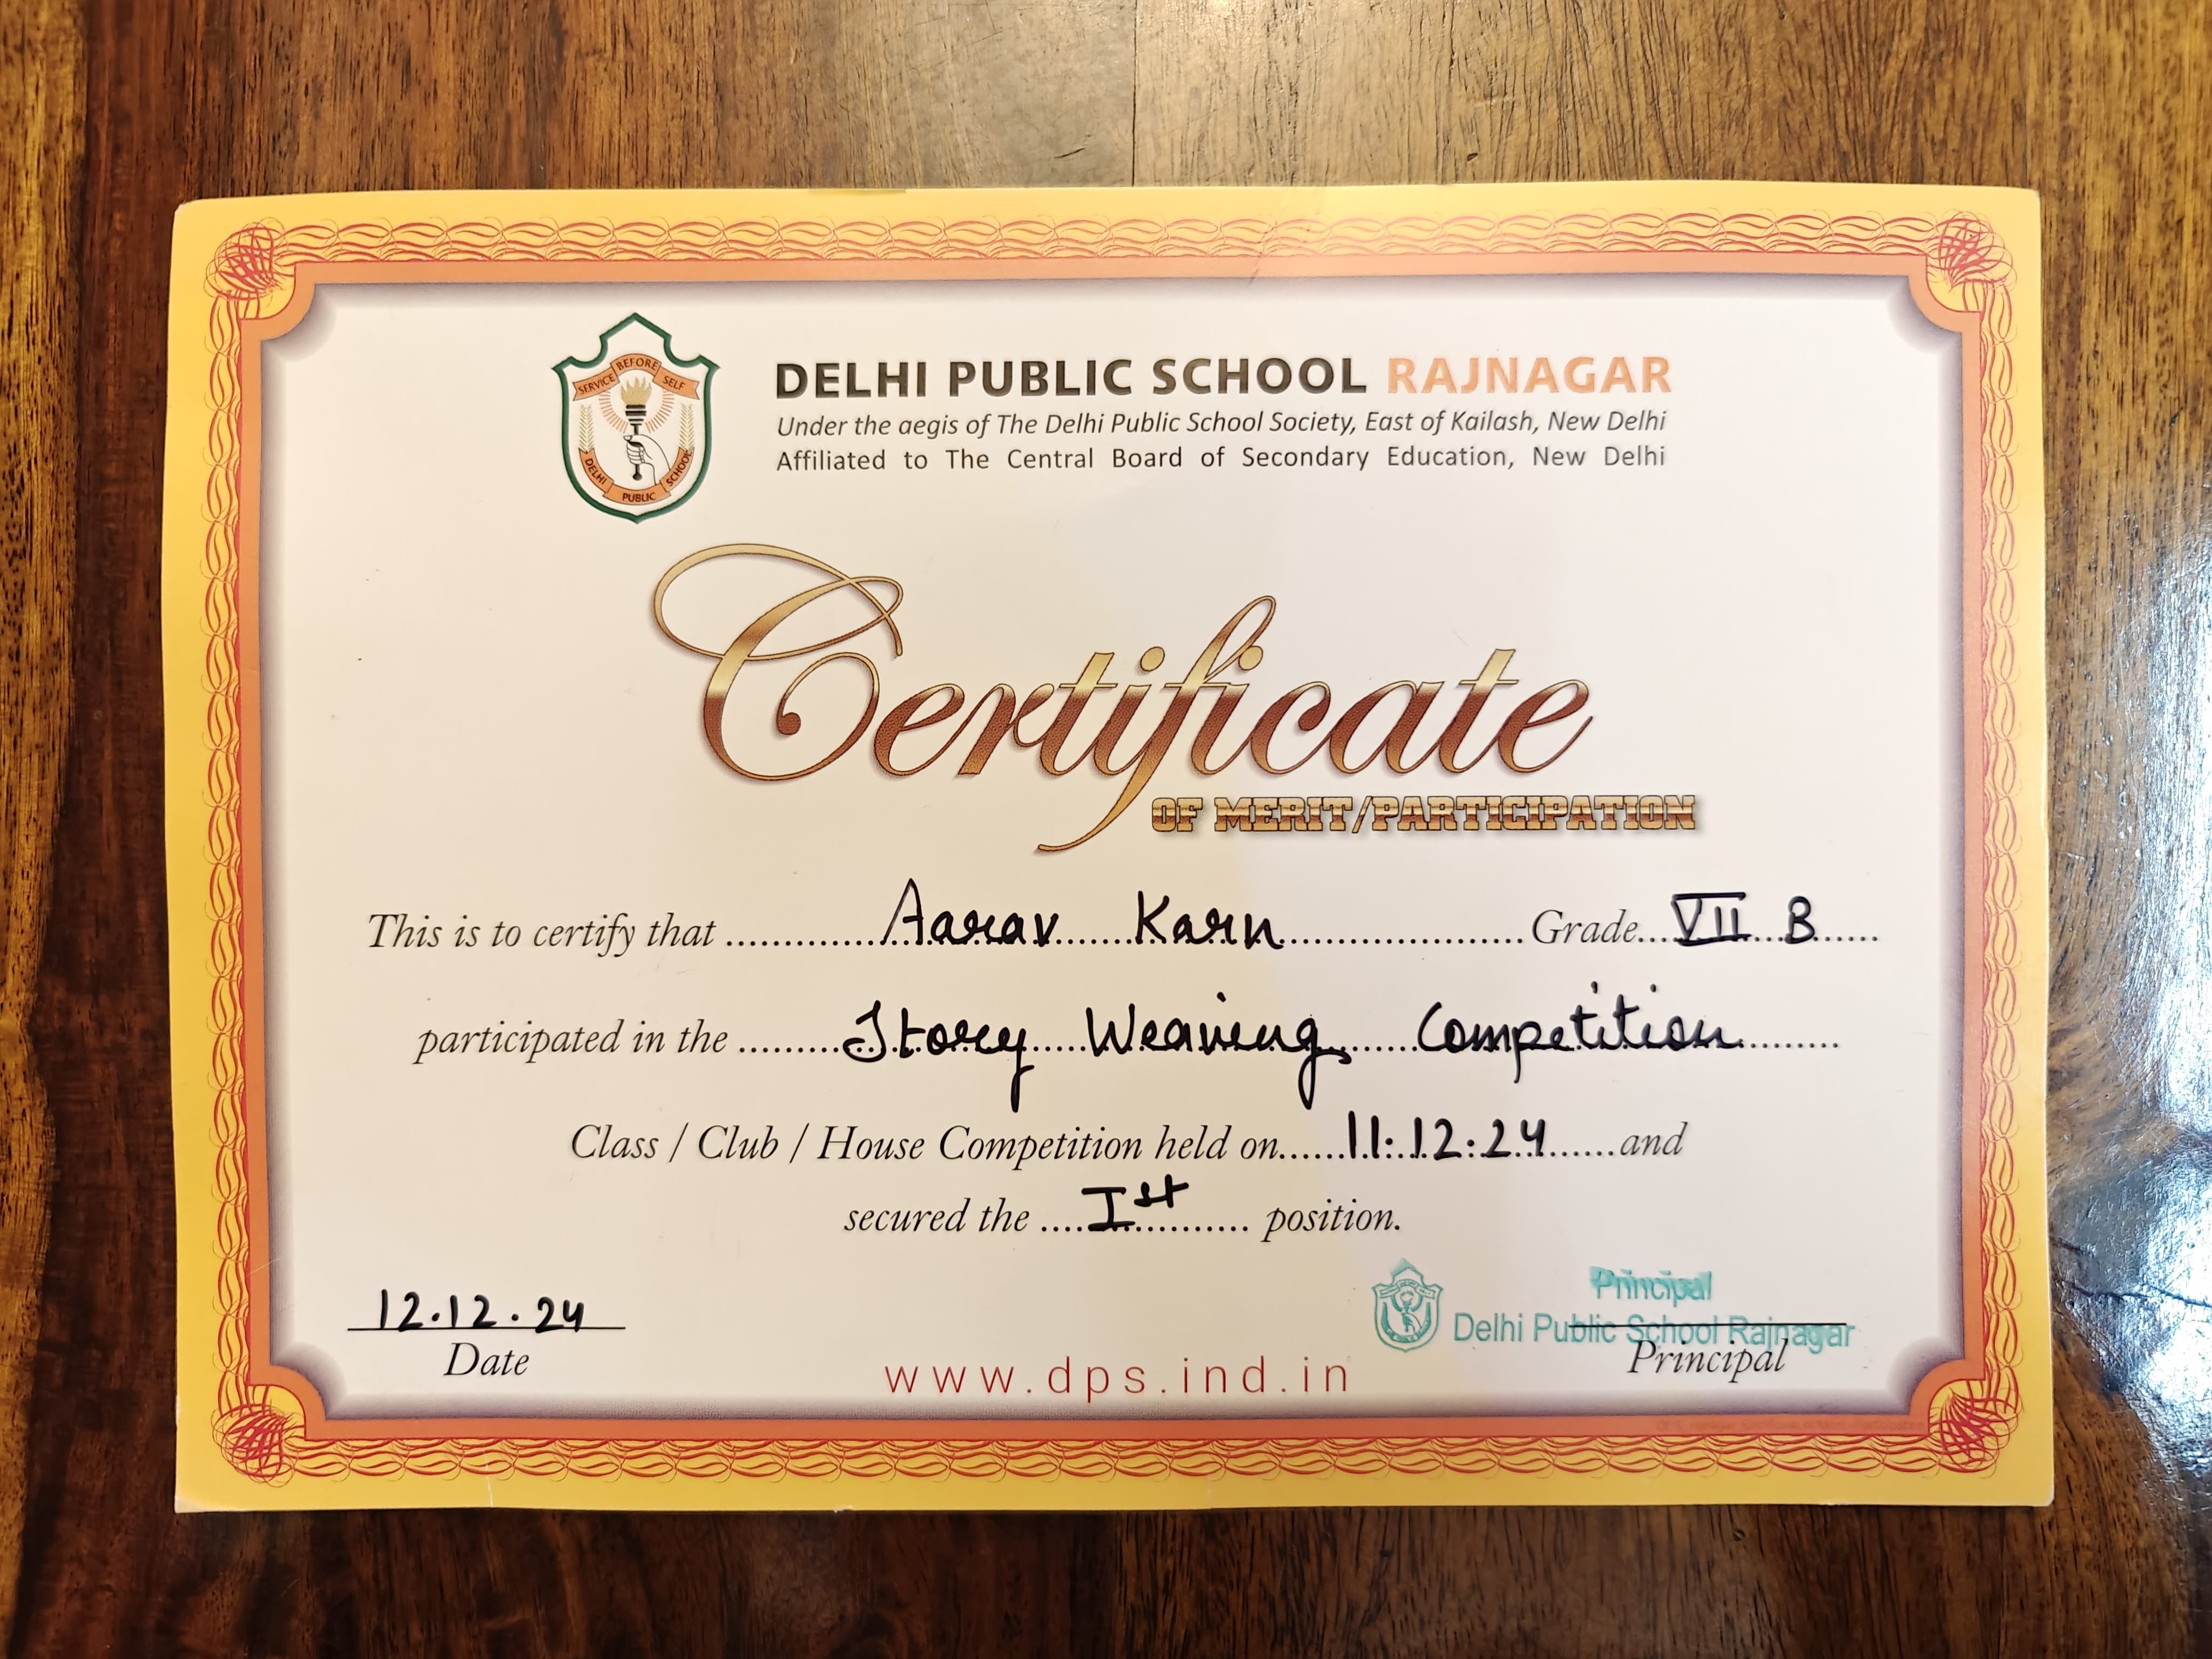 SERVICE BEFORE SELF
DELHI PUBLIC SCHOOL
DELHI PUBLIC SCHOOL RAJNAGAR
Under the aegis of The Delhi Public School Society, East of Kailash, New Delhi
Affiliated to The Central Board of Secondary Education, New Delhi
Certificate
OF MERIT/PARTICIPATION
This is to certify that Aarav Karn Grade VII B
participated in the Story Weaving Competition
Class / Club / House Competition held on 11:12:24 and
secured the Ist position.
12.12.24
Date
www.dps.ind.in
Principal
Delhi Public School Rajnagar
Principal